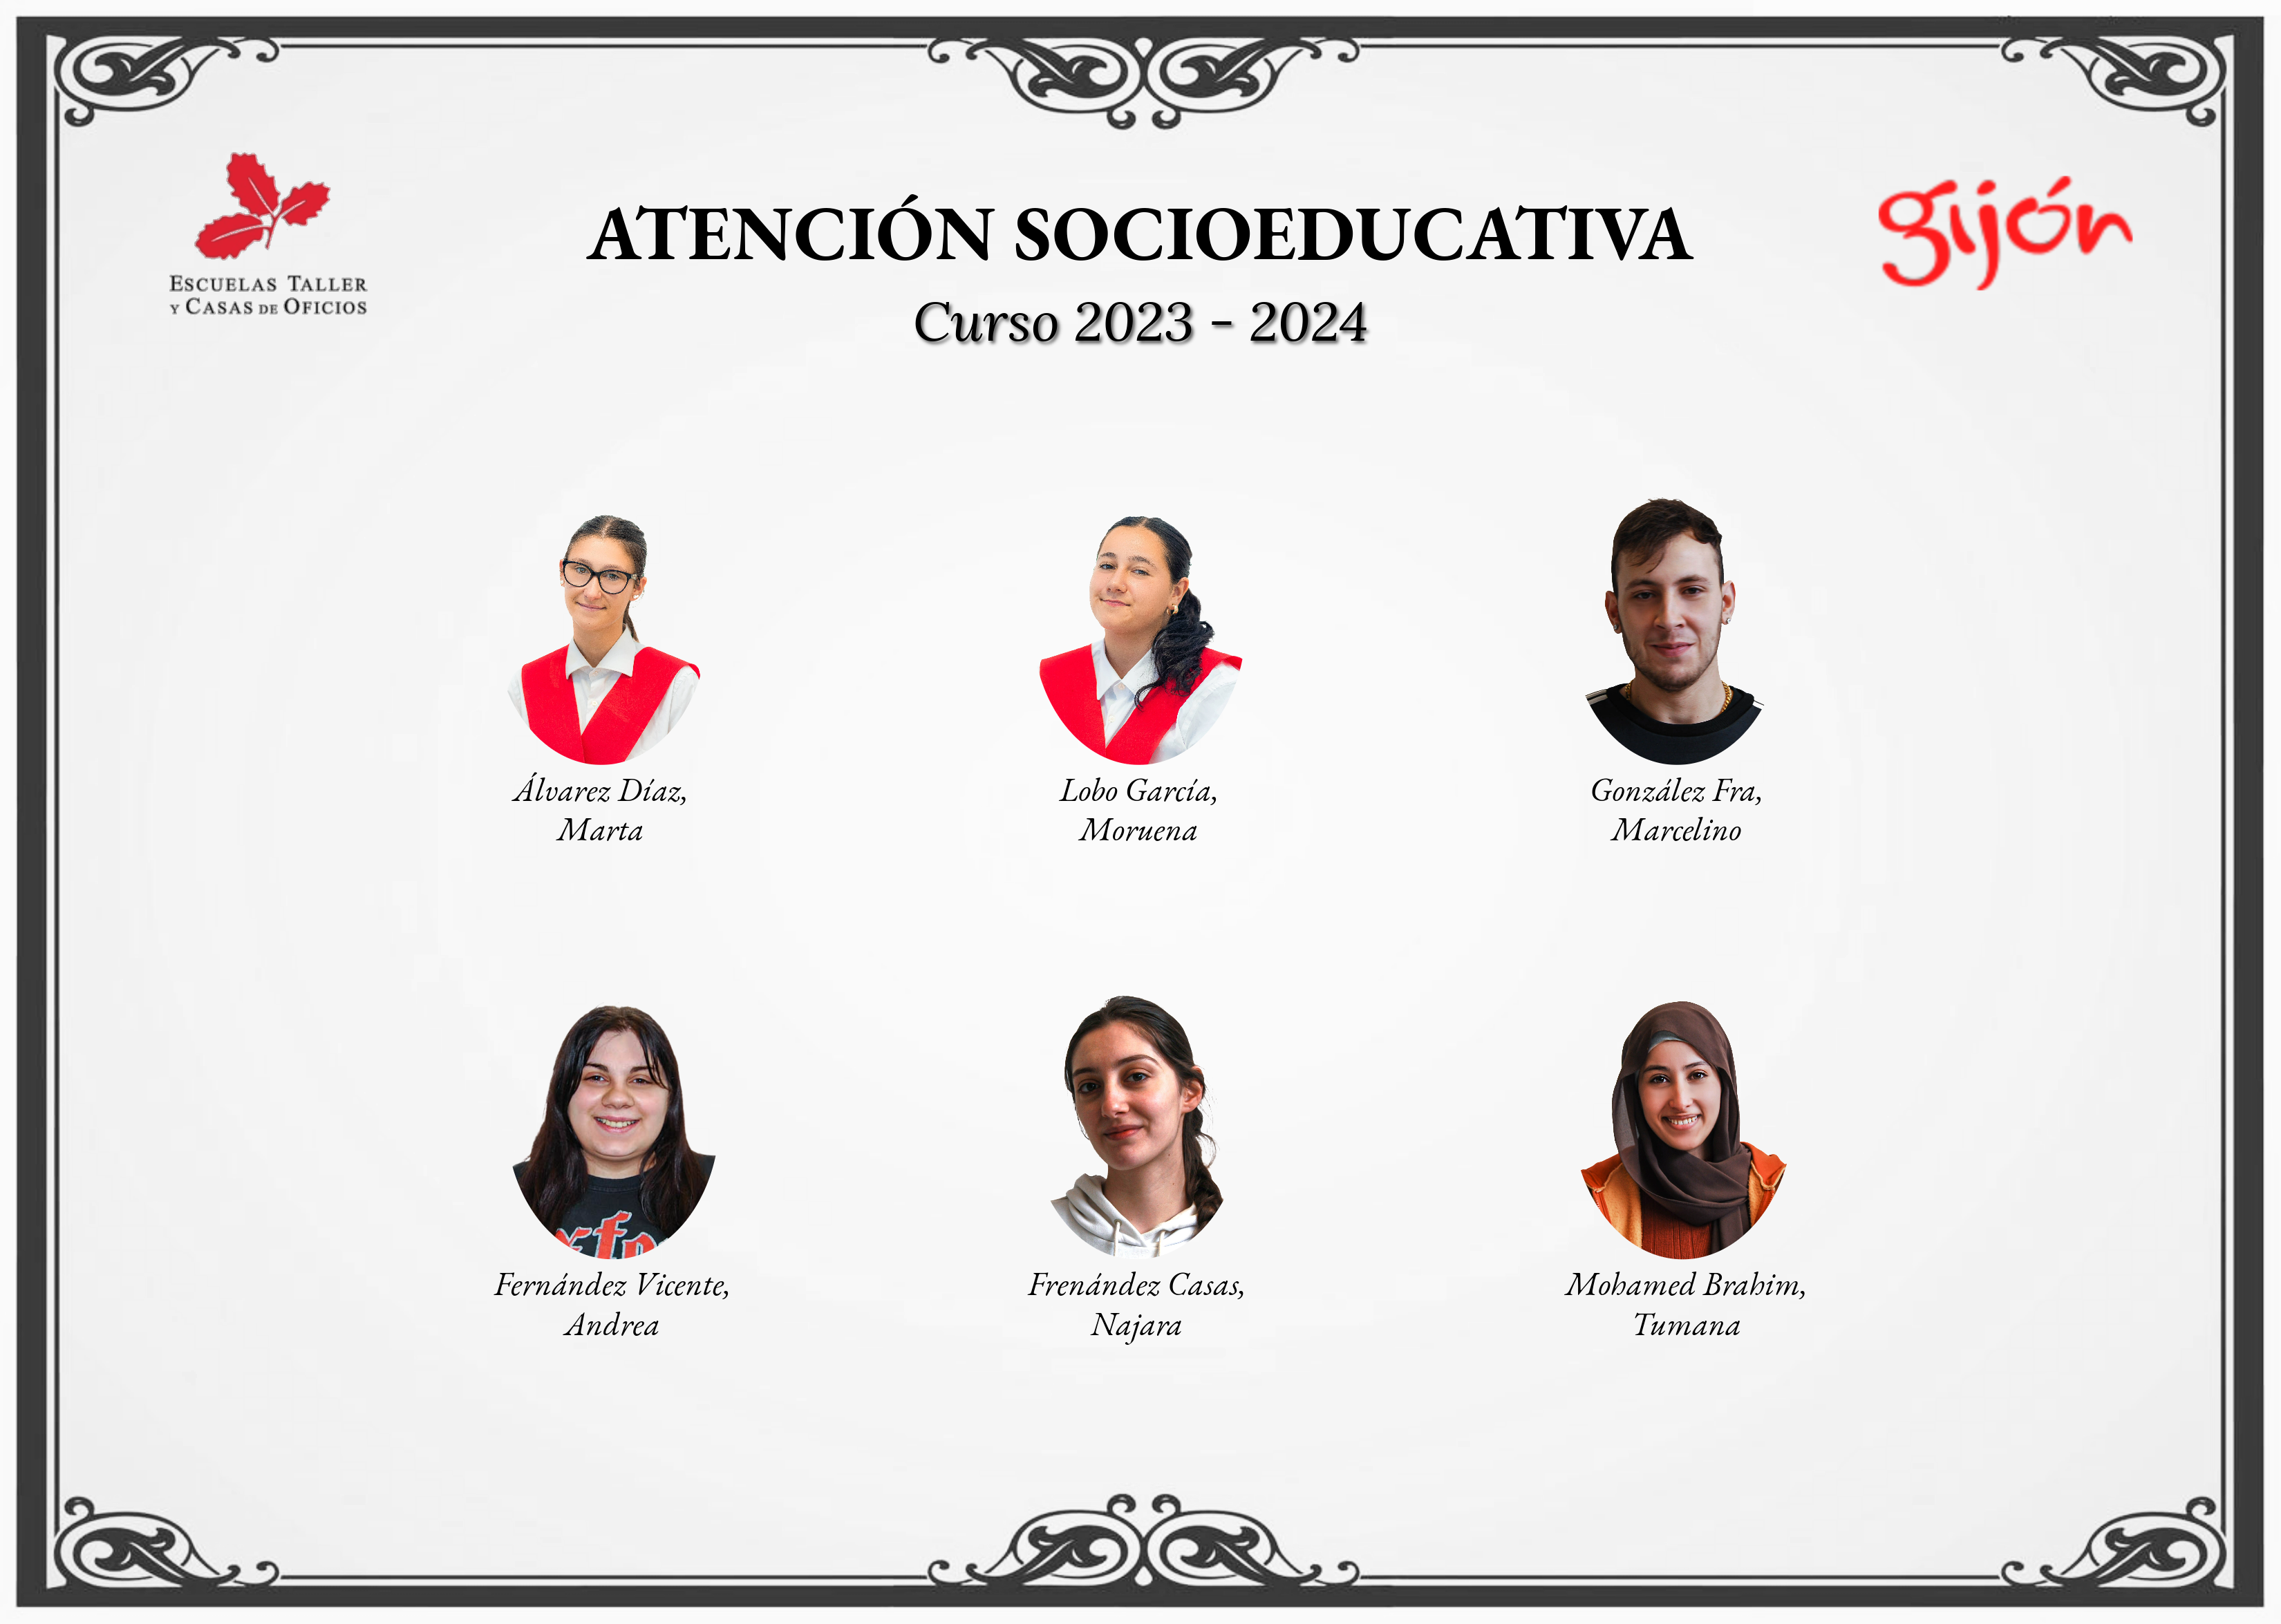 ESCUELAS TALLER
Y CASAS DE OFICIOS
ATENCIÓN SOCIOEDUCATIVA
Curso 2023 - 2024
gijón
Álvarez Díaz,
Marta
Lobo García,
Moruena
González Fra,
Marcelino
Fernández Vicente,
Andrea
Frenández Casas,
Najara
Mohamed Brahim,
Tumana